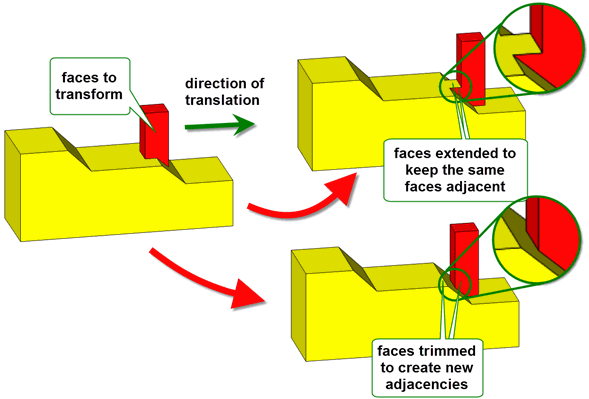 faces to
transform
direction of
translation
faces extended to
keep the same
faces adjacent
faces trimmed
to create new
adjacencies